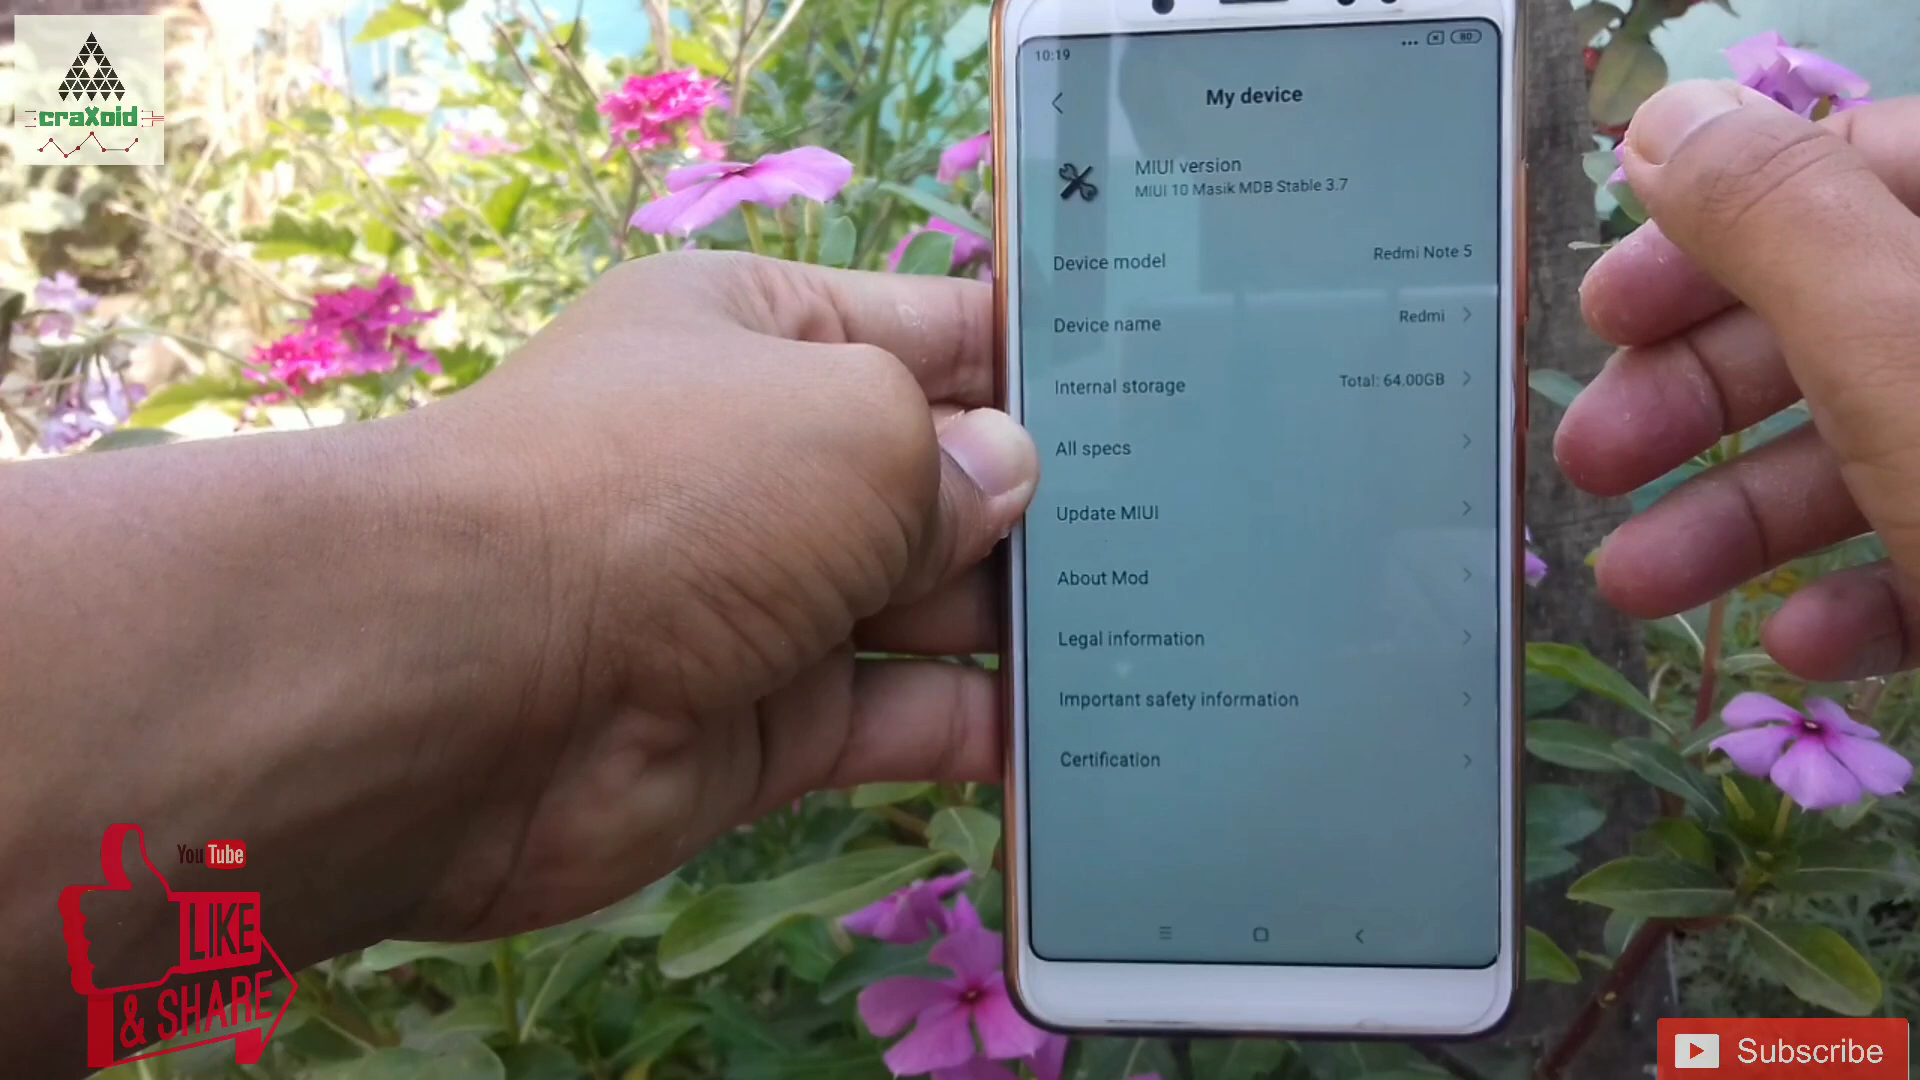 craXoid
10:19
80
My device
MIUI version
MIUI 10 Masik MDB Stable 3.7
Device model
Redmi Note 5
Device name
Redmi
Internal storage
Total: 64.00GB
All specs
Update MIUI
About Mod
Legal information
Important safety information
Certification
YouTube
LIKE
& SHARE
Subscribe